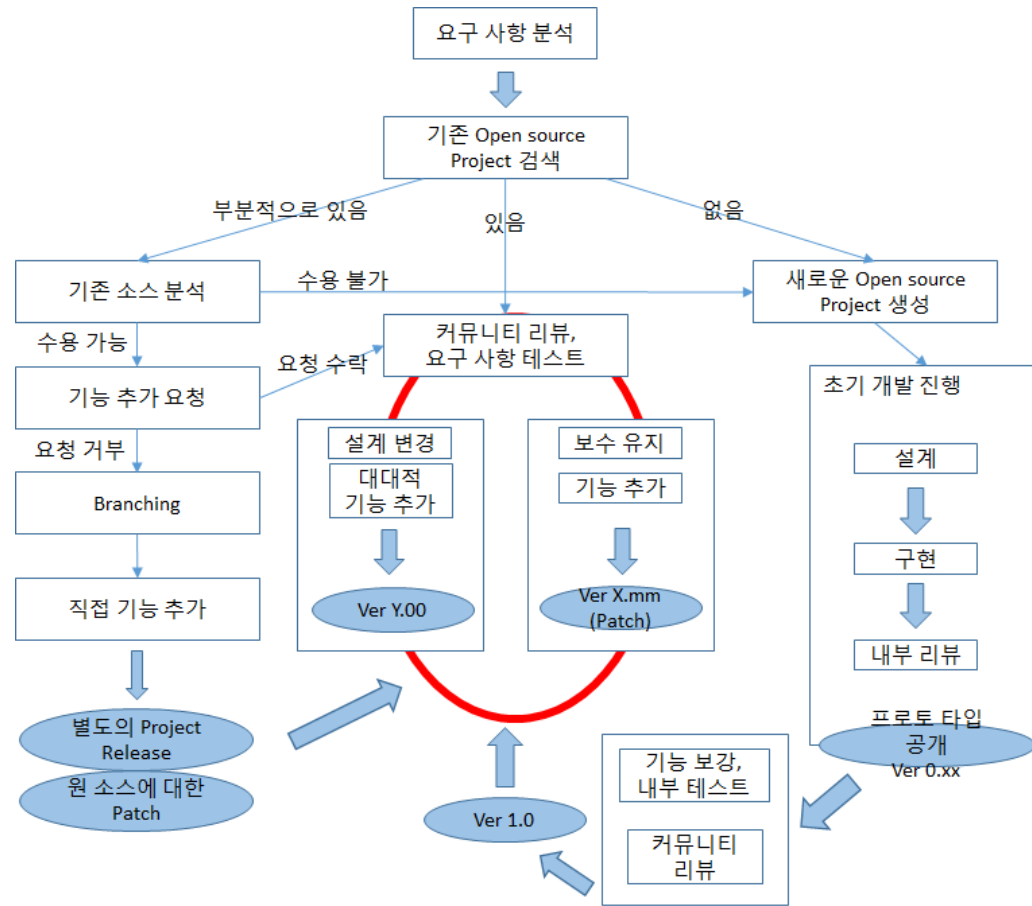 요구 사항 분석
기존 Open source
Project 검색
부분적으로 있음
있음
없음
기존 소스 분석
수용 불가
새로운 Open source
Project 생성
수용 가능
커뮤니티 리뷰,
요구 사항 테스트
요청 수락
기능 추가 요청
초기 개발 진행
요청 거부
설계 변경
대대적
기능 추가
보수 유지
기능 추가
설계
Branching
구현
직접 기능 추가
Ver Y.00
Ver X.mm
(Patch)
내부 리뷰
별도의 Project
Release
원 소스에 대한
Patch
프로토 타입
공개
Ver 0.xx
기능 보강,
내부 테스트
Ver 1.0
커뮤니티
리뷰